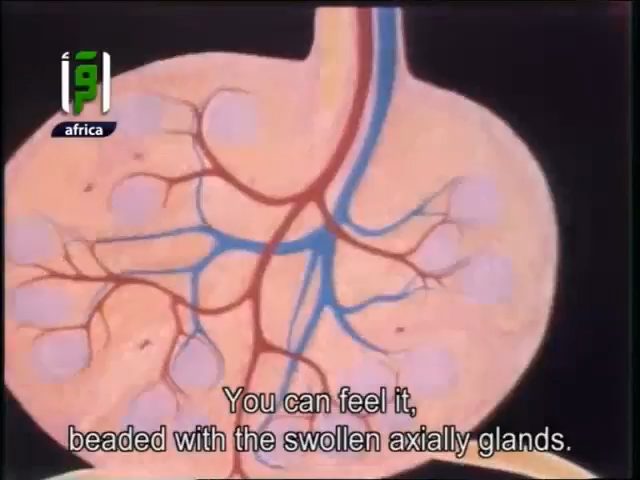 اقرأ
africa
You can feel it,
beaded with the swollen axially glands.